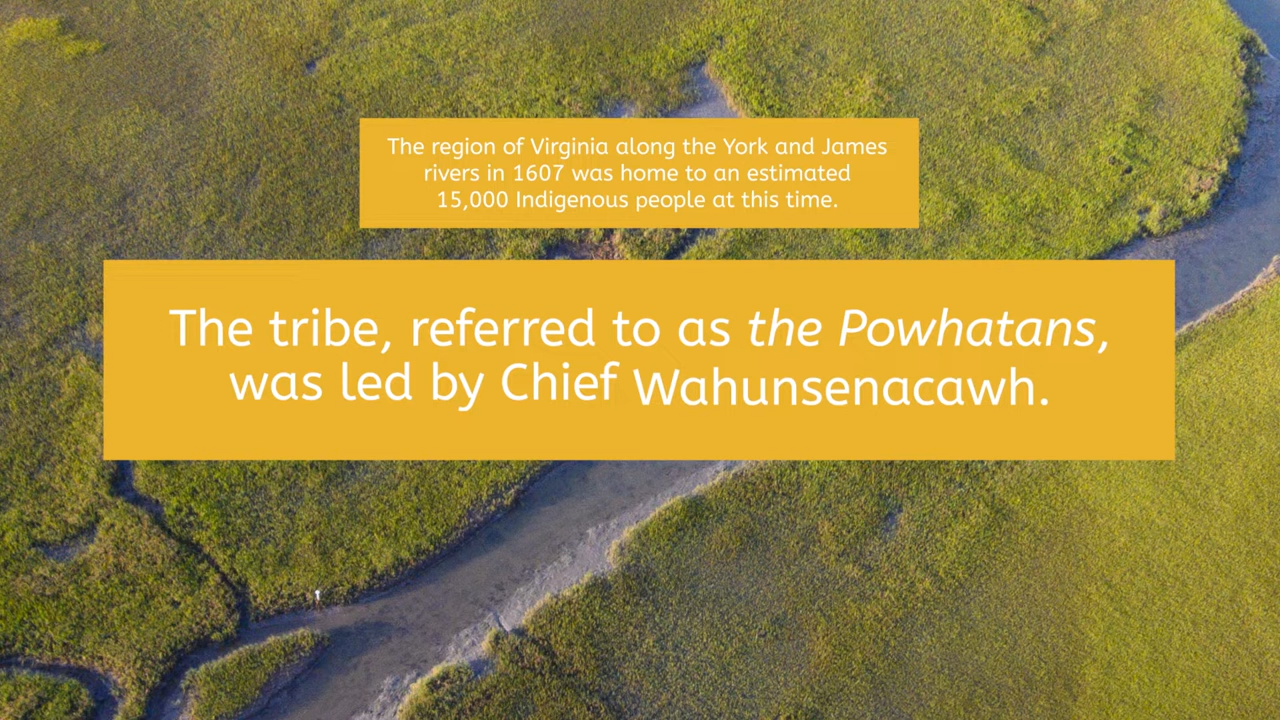 The region of Virginia along the York and James
rivers in 1607 was home to an estimated
15,000 Indigenous people at this time.
The tribe, referred to as the Powhatans,
was led by Chief Wahunsenacawh.